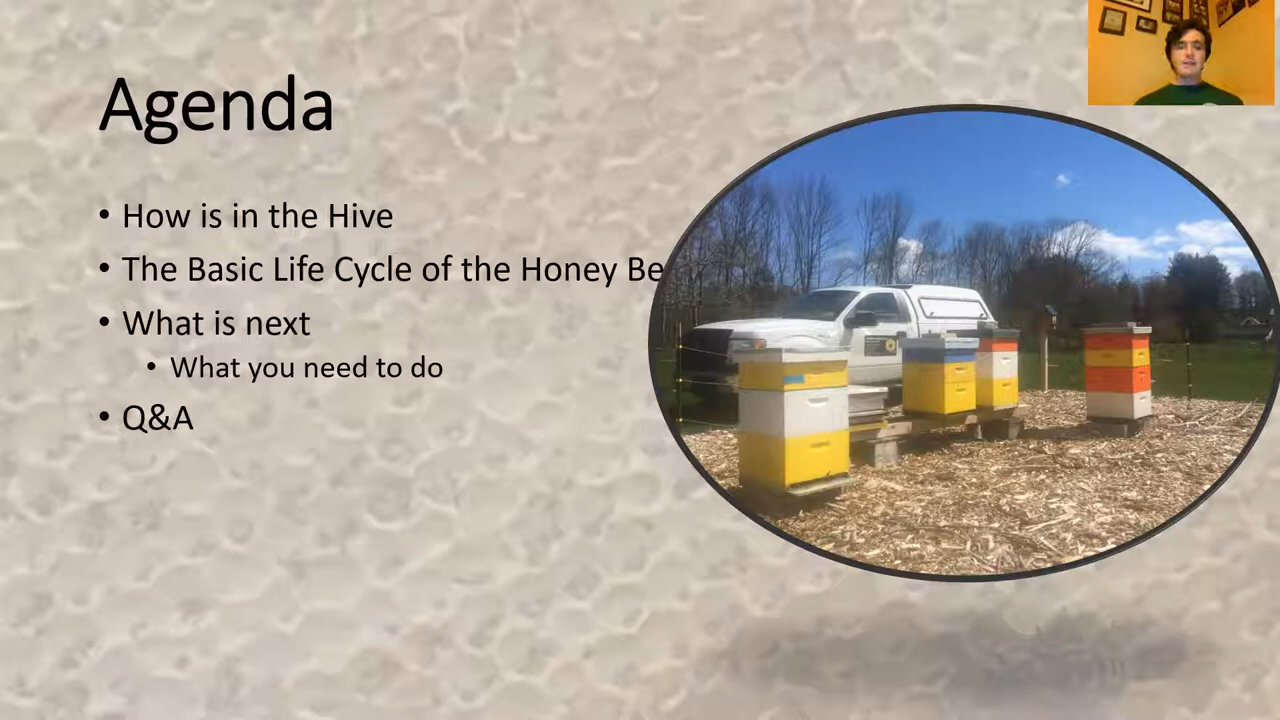 Agenda
• How is in the Hive
• The Basic Life Cycle of the Honey Be
• What is next
• What you need to do
• Q&A